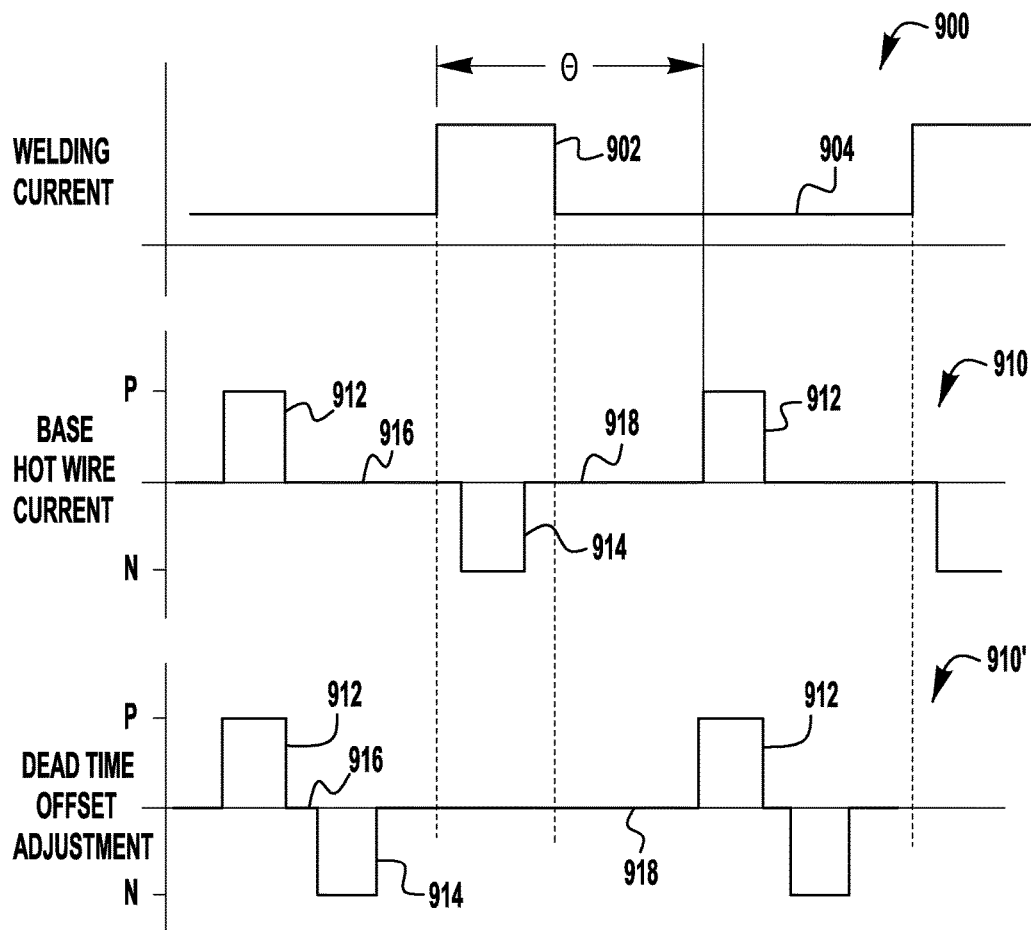 900
θ
WELDING
CURRENT
902
904
910
P
912
912
916
918
BASE
HOT WIRE
CURRENT
914
N
910'
P
912
912
916
DEAD TIME
OFFSET
ADJUSTMENT
918
914
N